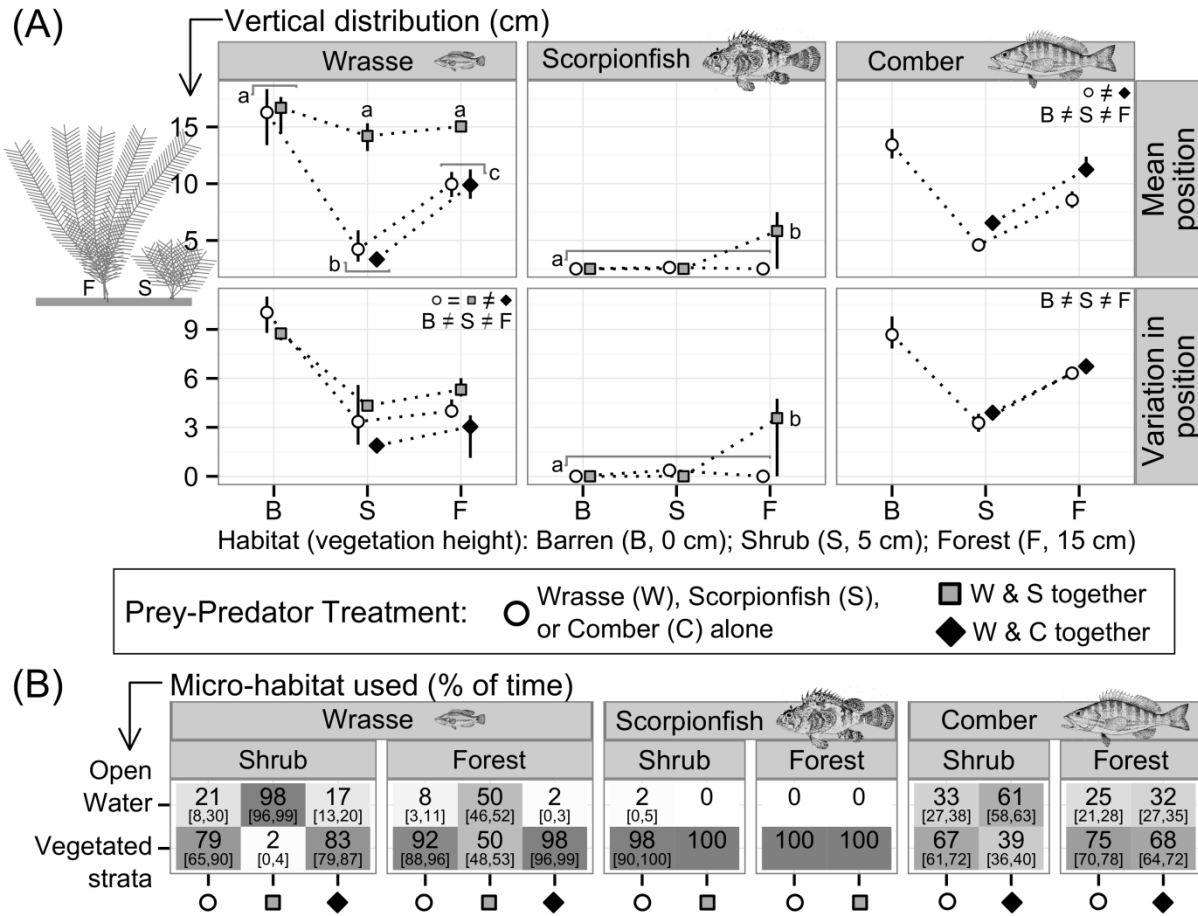 (A)
Vertical distribution (cm)
Wrasse
Scorpionfish
Comber
15
10
5
a
a
a
b
c
a
b
○ ≠ ◆
B ≠ S ≠ F
Mean
position
F
S
9
6
3
0
○ = ■ ≠ ◆
B ≠ S ≠ F
a
b
B ≠ S ≠ F
Variation in
position
B S F B S F B S F
Habitat (vegetation height): Barren (B, 0 cm); Shrub (S, 5 cm); Forest (F, 15 cm)
Prey-Predator Treatment:
Wrasse (W), Scorpionfish (S),
or Comber (C) alone
W & S together
W & C together
(B)
Micro-habitat used (% of time)
Wrasse Scorpionfish Comber
Shrub Forest Shrub Forest Shrub Forest
Open
Water
21 98 17 8 50 2 2 0 0 0 33 61 25 32
[8,30] [96,99] [13,20] [3,11] [46,52] [0,3] [0,5] [27,38] [58,63] [21,28] [27,35]
Vegetated
strata
79 2 83 92 50 98 98 100 100 100 67 39 75 68
[65,90] [0,4] [79,87] [88,96] [48,53] [96,99] [90,100] [61,72] [36,40] [70,78] [64,72]